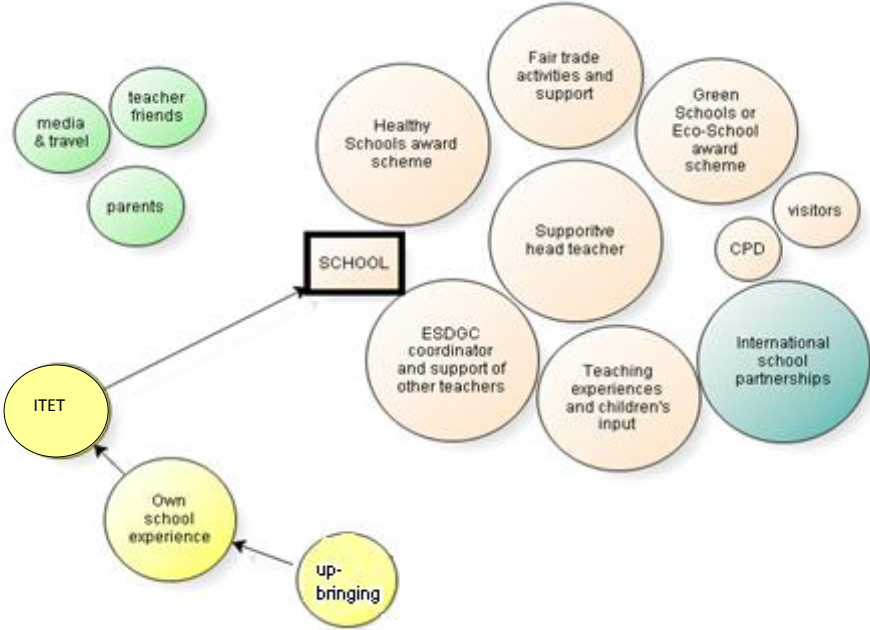 media
& travel
teacher
friends
parents
Healthy
Schools award
scheme
Fair trade
activities and
support
Green
Schools or
Eco-School
award
scheme
visitors
CPD
Supportve
head teacher
SCHOOL
ESDGC
coordinator
and support of
other teachers
Teaching
experiences
and children's
input
International
school
partnerships
ITET
Own
school
experience
up-
bringing